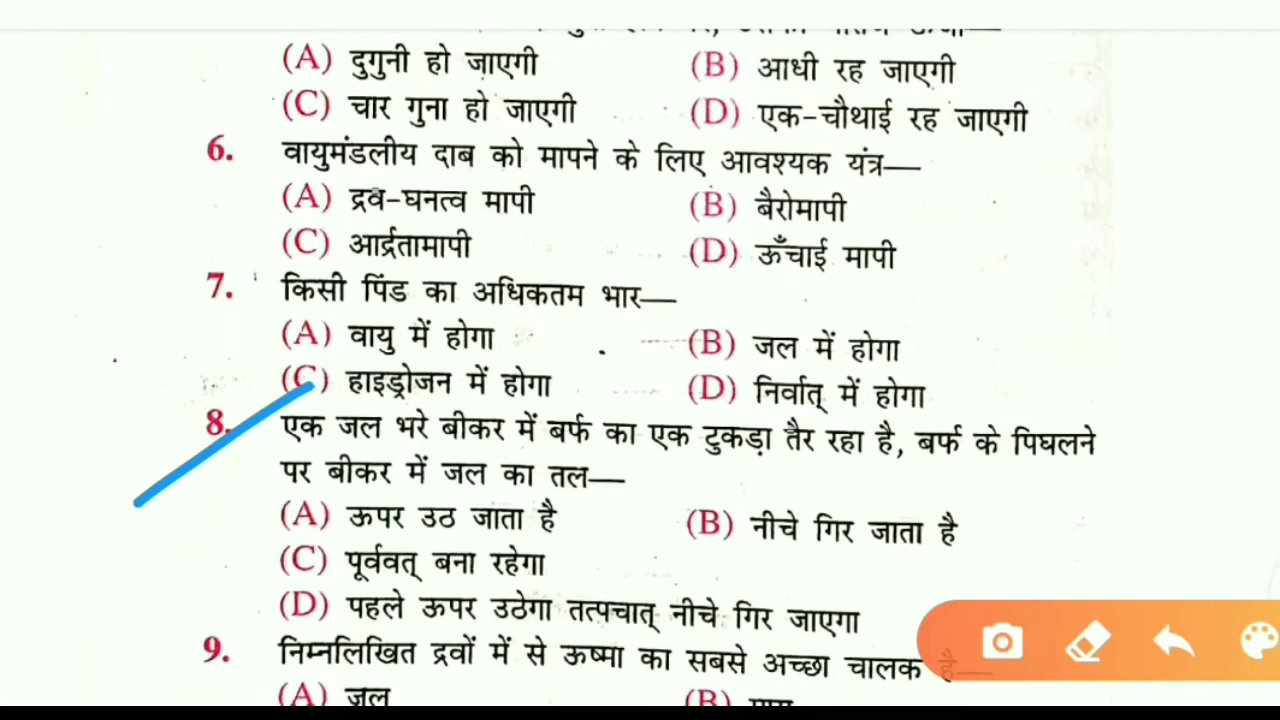 (A) दुगुनी हो जाएगी (B) आधी रह जाएगी
(C) चार गुना हो जाएगी (D) एक-चौथाई रह जाएगी
6. वायुमंडलीय दाब को मापने के लिए आवश्यक यंत्र—
(A) द्रव-घनत्व मापी (B) बैरोमापी
(C) आर्द्रतामापी (D) ऊँचाई मापी
7. किसी पिंड का अधिकतम भार—
(A) वायु में होगा (B) जल में होगा
(C) हाइड्रोजन में होगा (D) निर्वात् में होगा
8. एक जल भरे बीकर में बर्फ का एक टुकड़ा तैर रहा है, बर्फ के पिघलने
पर बीकर में जल का तल—
(A) ऊपर उठ जाता है (B) नीचे गिर जाता है
(C) पूर्ववत् बना रहेगा
(D) पहले ऊपर उठेगा तत्पचात् नीचे गिर जाएगा
9. निम्नलिखित द्रवों में से ऊष्मा का सबसे अच्छा चालक है—
(A) जल (B)